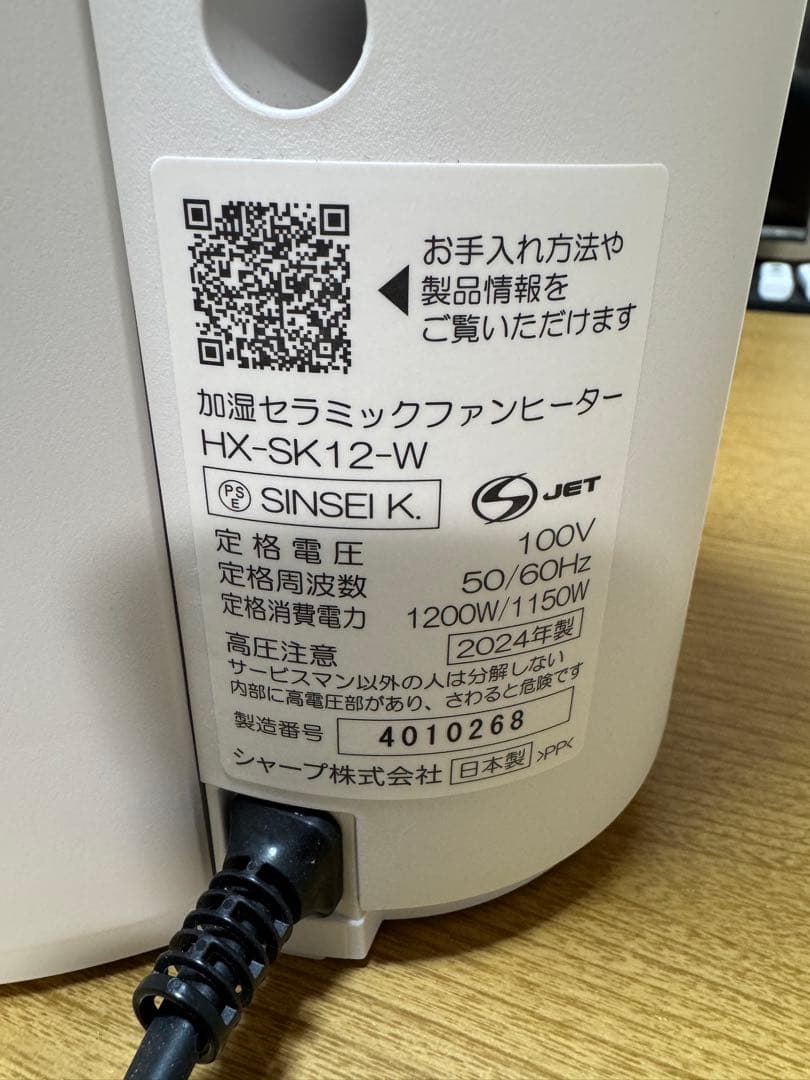 お手入れ方法や
製品情報を
ご覧いただけます
加湿セラミックファンヒーター
HX-SK12-W
PSE SINSEI K. S JET
定格電圧 100V
定格周波数 50/60Hz
定格消費電力 1200W/1150W
高圧注意 2024年製
サービスマン以外の人は分解しない
内部に高電圧部があり、さわると危険です
製造番号 4010268
シャープ株式会社 日本製 >PP<